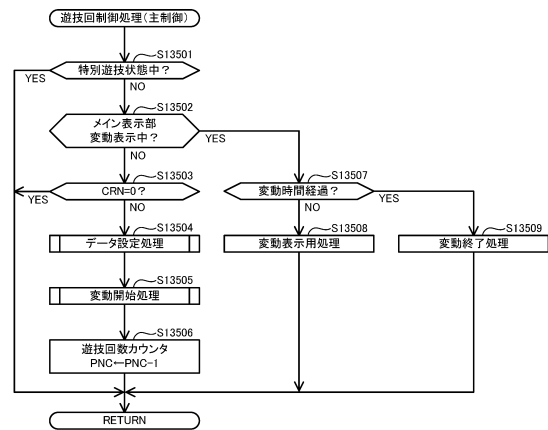 遊技回制御処理(主制御)
S13501
特別遊技状態中？
YES
NO
S13502
メイン表示部
変動表示中？
YES
NO
S13503
CRN=0？
YES
NO
S13507
変動時間経過？
YES
NO
S13504
データ設定処理
S13508
変動表示用処理
S13509
変動終了処理
S13505
変動開始処理
S13506
遊技回数カウンタ
PNC←PNC-1
RETURN